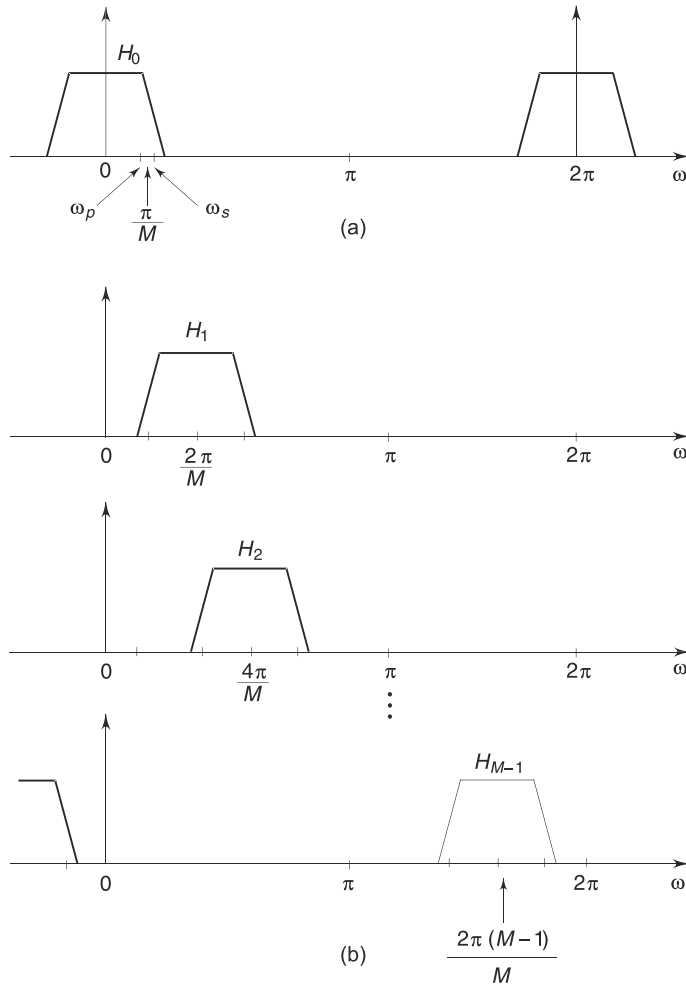 H0
0 π 2π ω
ωp π/M ωs
(a)
H1
0 2π/M π 2π ω
H2
0 4π/M π 2π ω
⋮
HM−1
0 π 2π ω
2π (M−1)/M
(b)